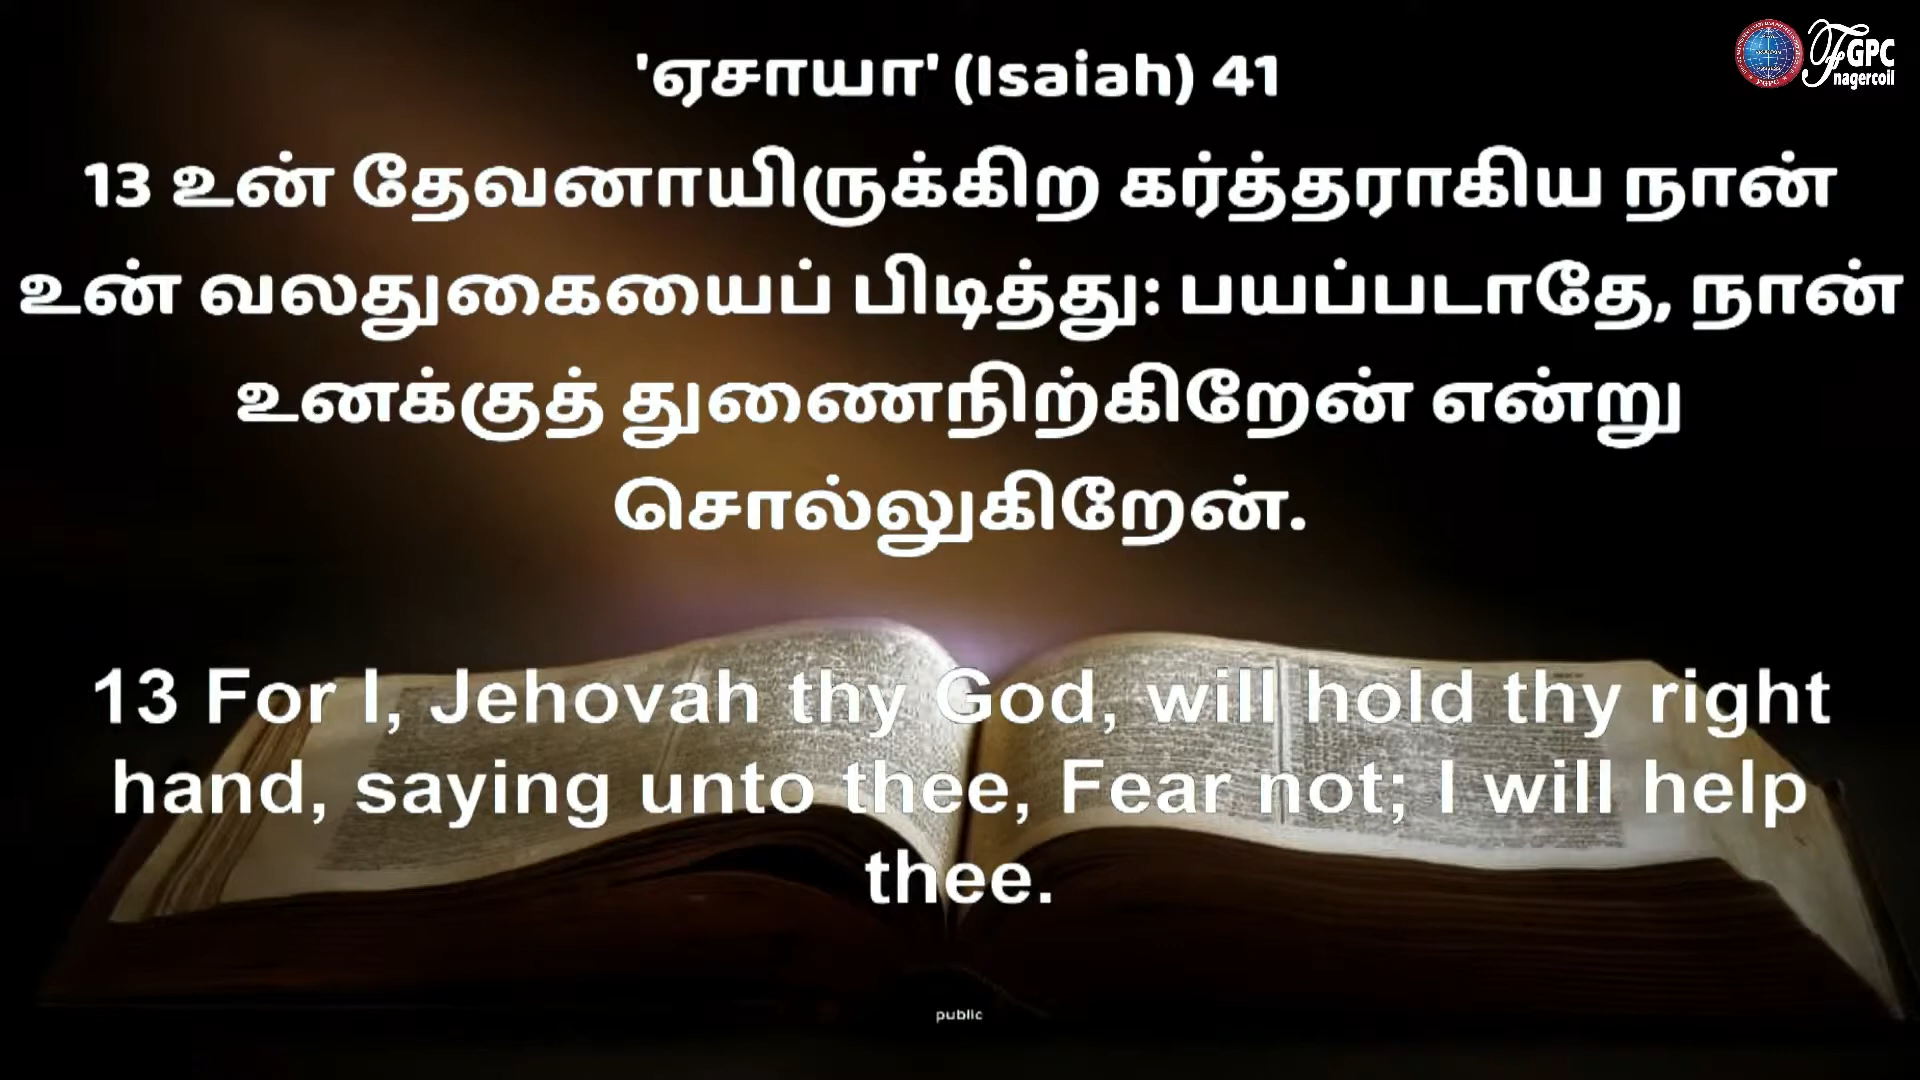 'ஏசாயா' (Isaiah) 41
FGPC
nagercoil
13 உன் தேவனாயிருக்கிற கர்த்தராகிய நான்
உன் வலதுகையைப் பிடித்து: பயப்படாதே, நான்
உனக்குத் துணைநிற்கிறேன் என்று
சொல்லுகிறேன்.
13 For I, Jehovah thy God, will hold thy right
hand, saying unto thee, Fear not; I will help
thee.
public